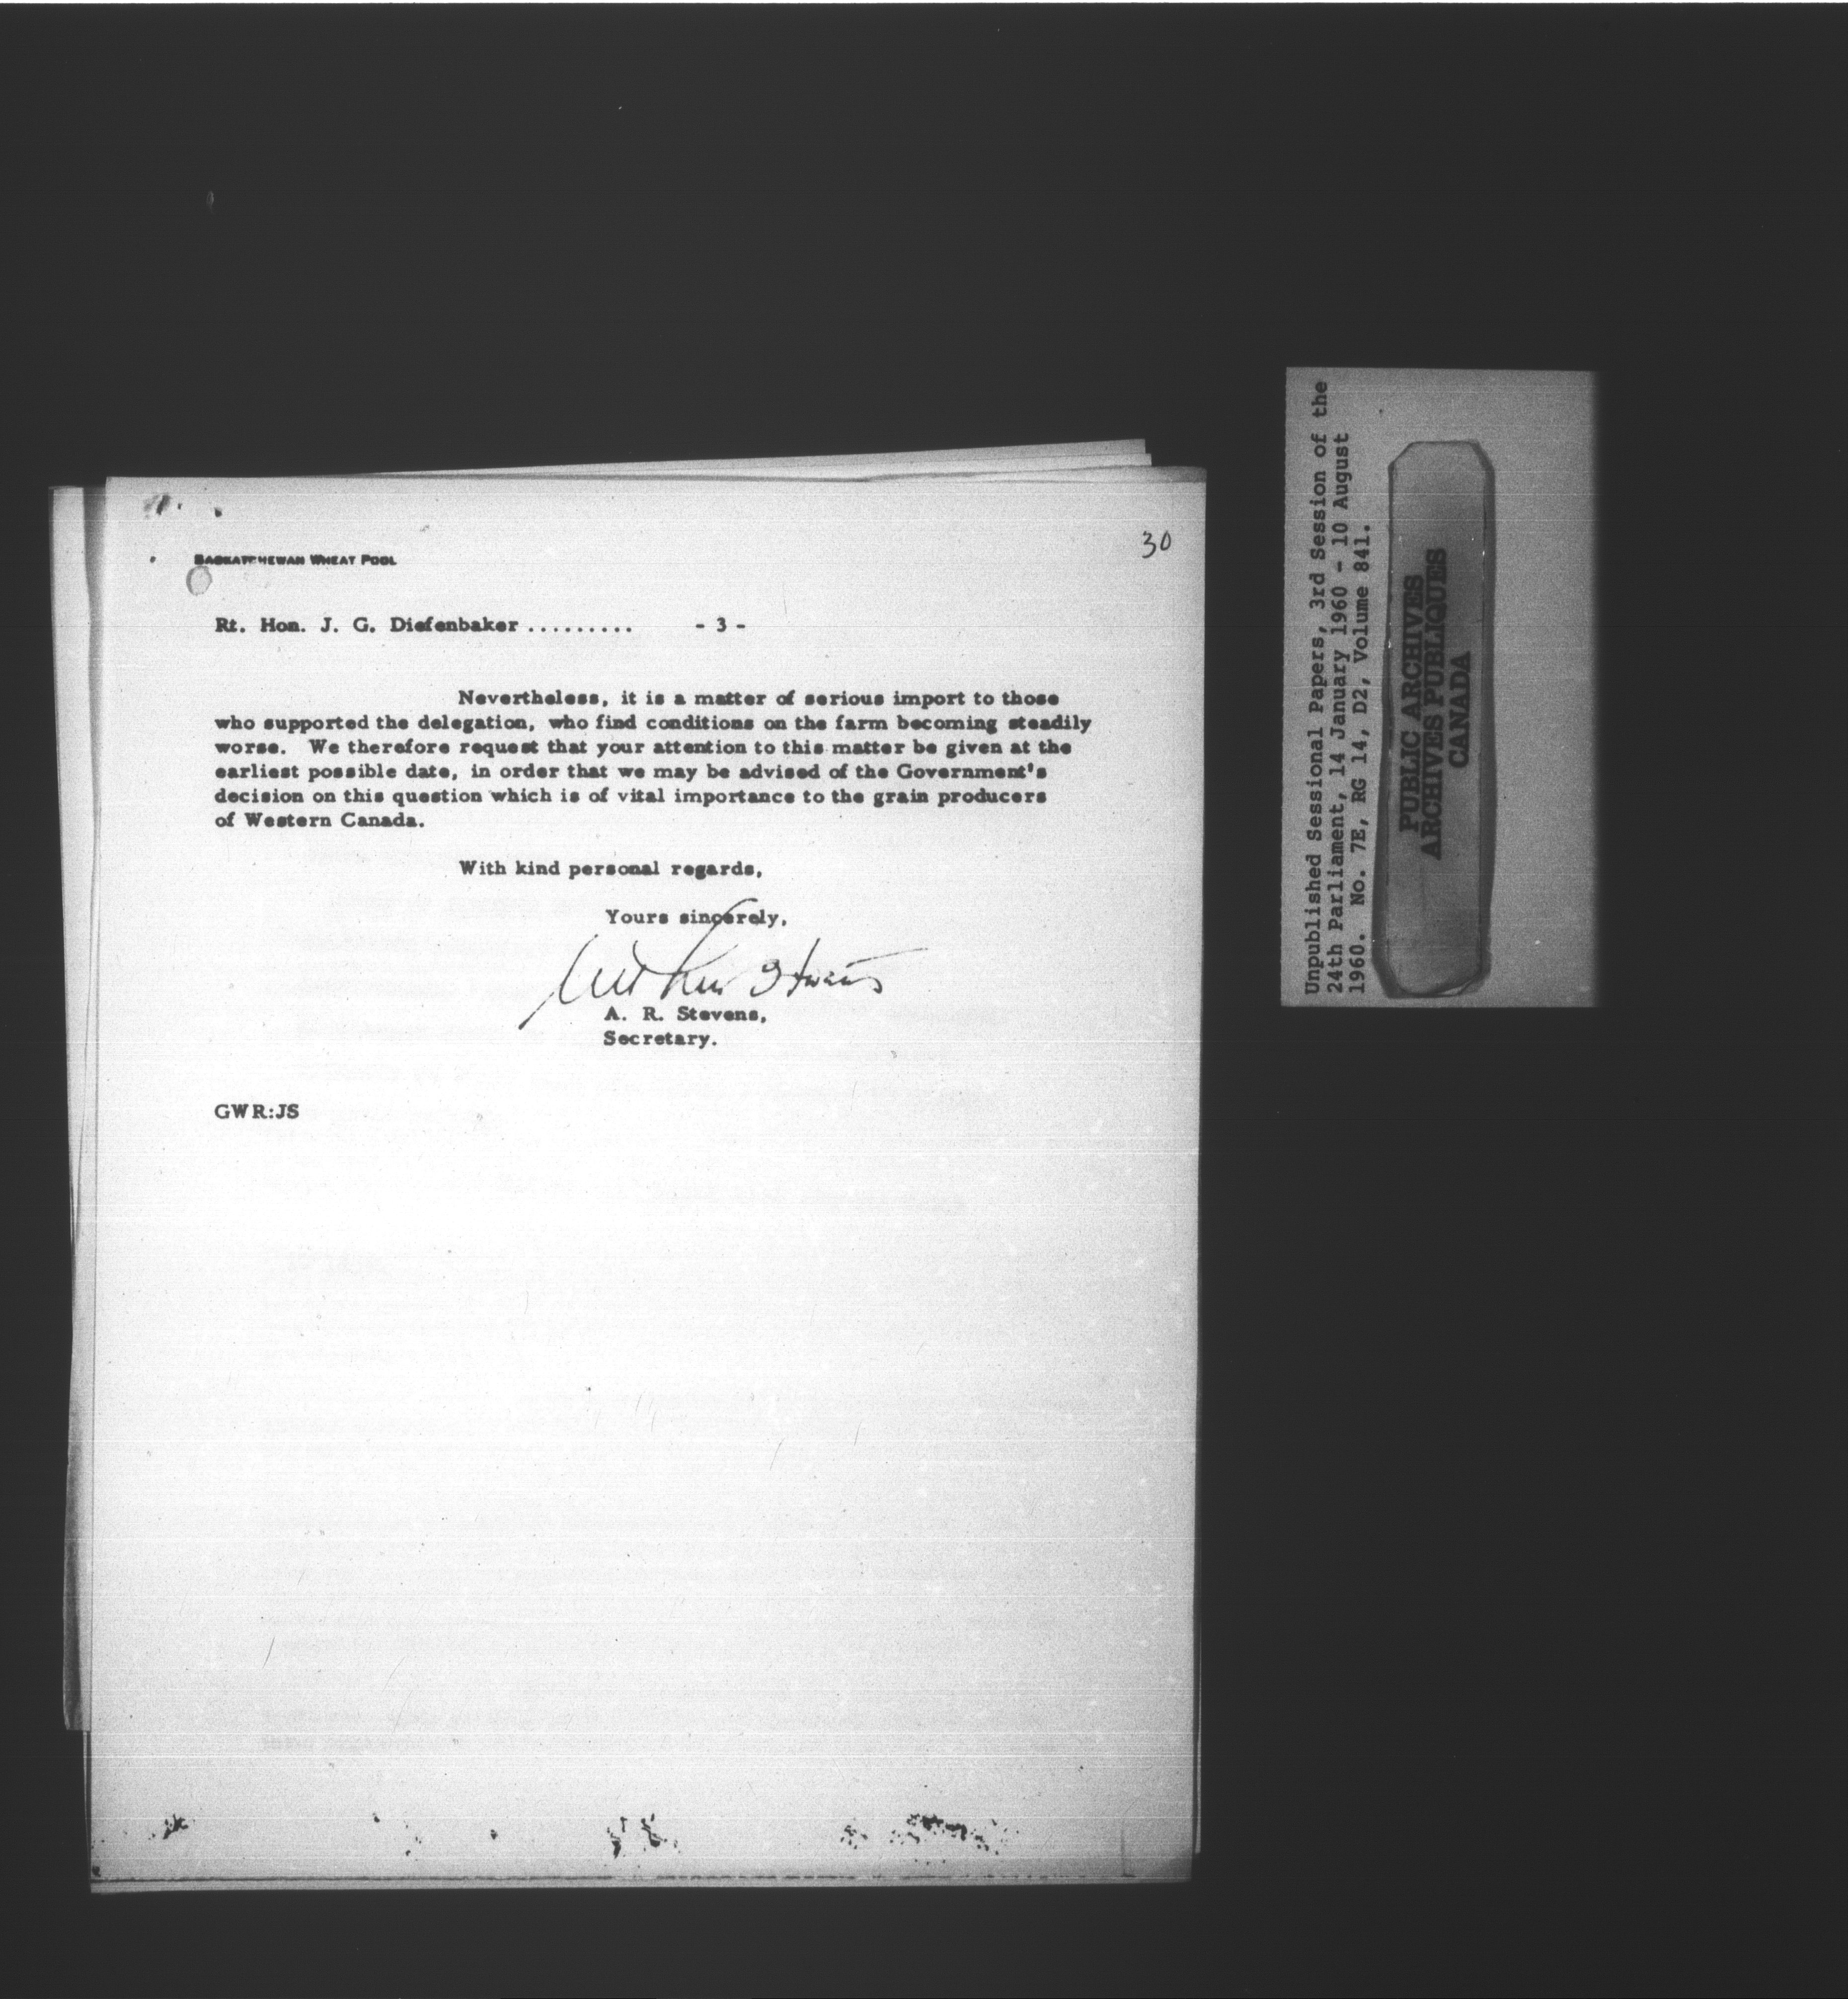 30
SASKATCHEWAN WHEAT POOL
Rt. Hon. J. G. Diefenbaker ......... - 3 -
Nevertheless, it is a matter of serious import to those
who supported the delegation, who find conditions on the farm becoming steadily
worse. We therefore request that your attention to this matter be given at the
earliest possible date, in order that we may be advised of the Government's
decision on this question which is of vital importance to the grain producers
of Western Canada.
With kind personal regards,
Yours sincerely,
Arthur Stevens
A. R. Stevens,
Secretary.
GWR:JS
Unpublished Sessional Papers, 3rd Session of the
24th Parliament, 14 January 1960 - 10 August
1960. No. 7E, RG 14, D2, Volume 841.
PUBLIC ARCHIVES
ARCHIVES PUBLIQUES
CANADA